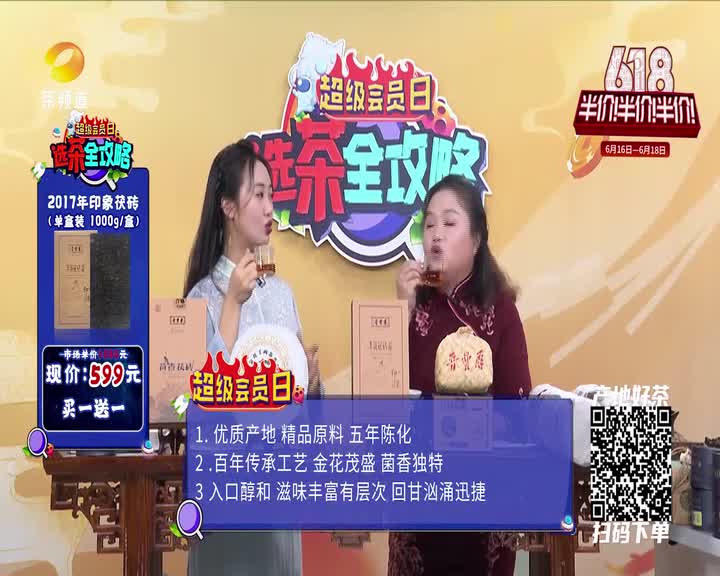 茶频道
超级会员日
选茶全攻略
618
半价!半价!半价!
6月16日—6月18日
超级会员日
选茶全攻略
2017年印象茯砖
(单盒装 1000g/盒)
现价:599元
买一送一
晋丰厚
超级会员日
1. 优质产地 精品原料 五年陈化
2 .百年传承工艺 金花茂盛 菌香独特
3 入口醇和 滋味丰富有层次 回甘汹涌迅捷
产地好茶
扫码下单